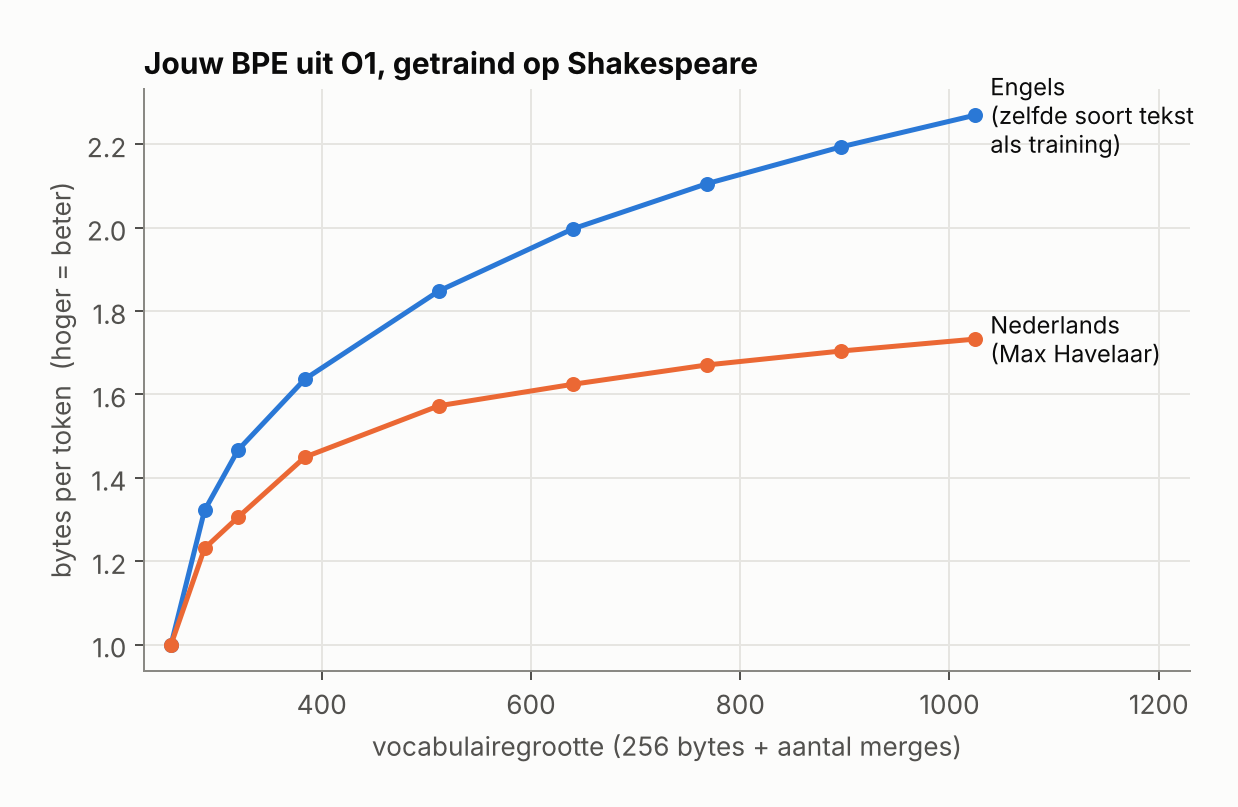 Jouw BPE uit O1, getraind op Shakespeare
Engels
(zelfde soort tekst
als training)
Nederlands
(Max Havelaar)
bytes per token (hoger = beter)
2.2
2.0
1.8
1.6
1.4
1.2
1.0
400 600 800 1000 1200
vocabulairegrootte (256 bytes + aantal merges)